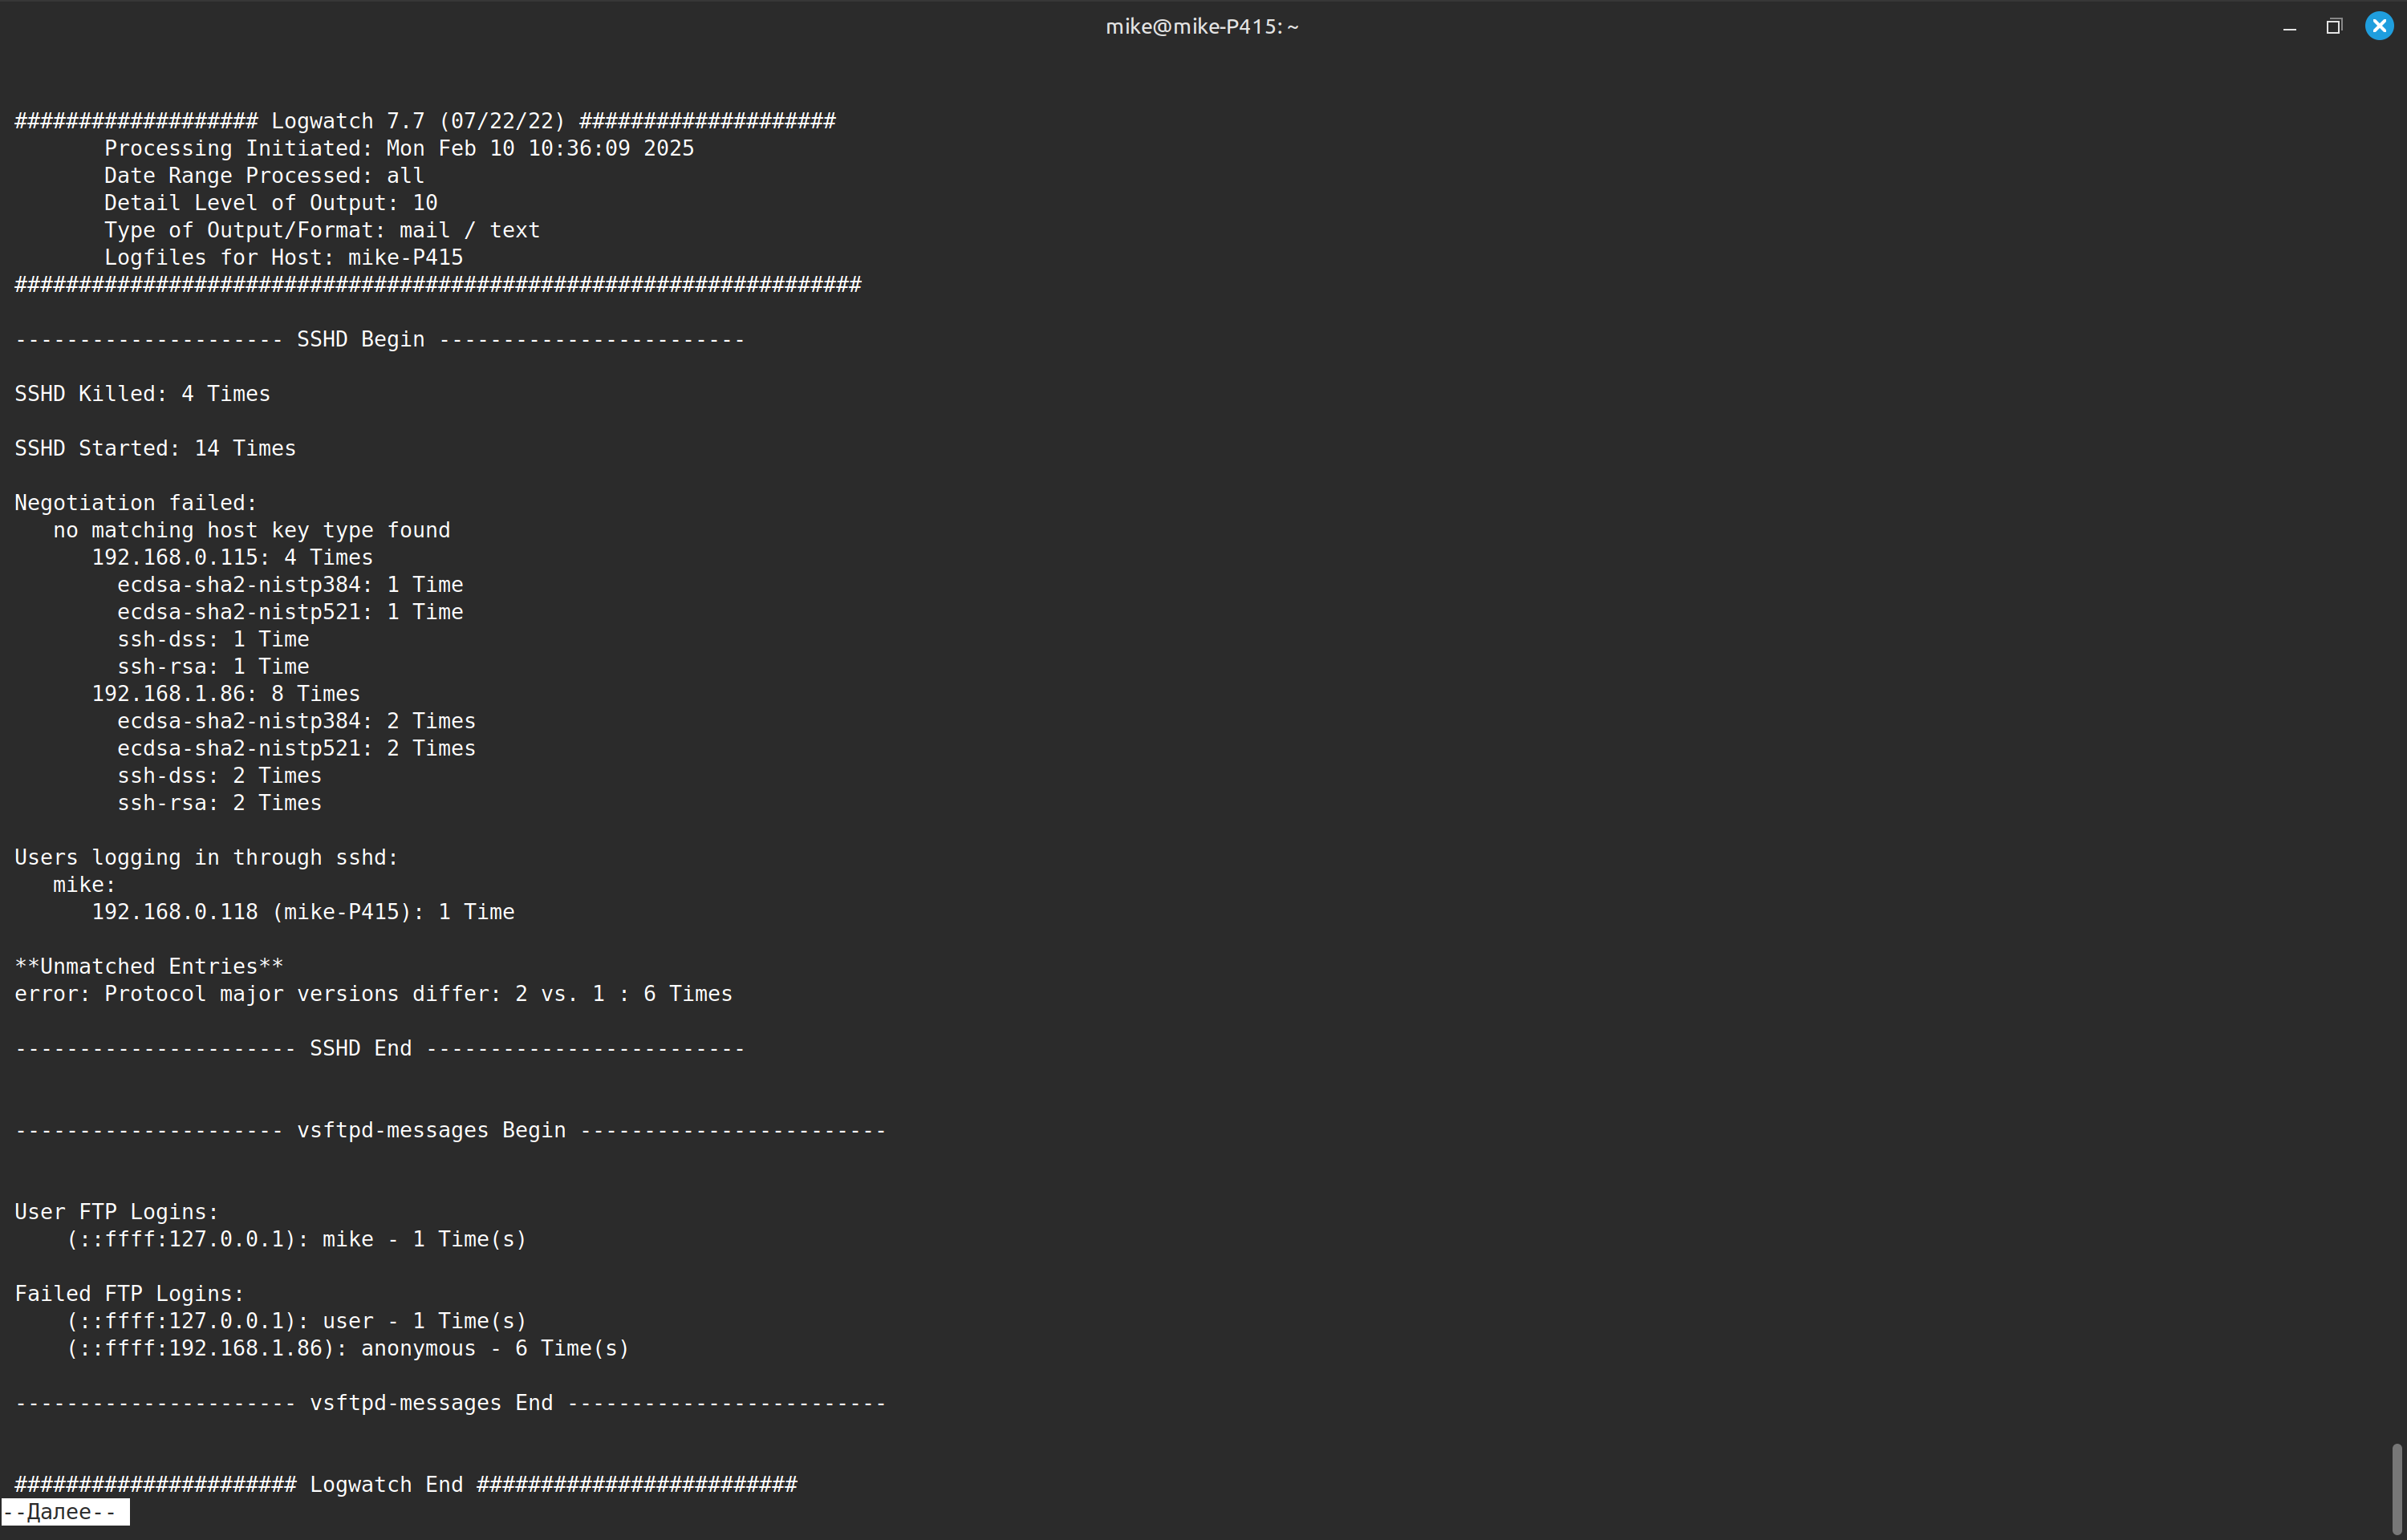 mike@mike-P415: ~
################### Logwatch 7.7 (07/22/22) ####################
Processing Initiated: Mon Feb 10 10:36:09 2025
Date Range Processed: all
Detail Level of Output: 10
Type of Output/Format: mail / text
Logfiles for Host: mike-P415
##################################################################
--------------------- SSHD Begin ------------------------
SSHD Killed: 4 Times
SSHD Started: 14 Times
Negotiation failed:
no matching host key type found
192.168.0.115: 4 Times
ecdsa-sha2-nistp384: 1 Time
ecdsa-sha2-nistp521: 1 Time
ssh-dss: 1 Time
ssh-rsa: 1 Time
192.168.1.86: 8 Times
ecdsa-sha2-nistp384: 2 Times
ecdsa-sha2-nistp521: 2 Times
ssh-dss: 2 Times
ssh-rsa: 2 Times
Users logging in through sshd:
mike:
192.168.0.118 (mike-P415): 1 Time
**Unmatched Entries**
error: Protocol major versions differ: 2 vs. 1 : 6 Times
---------------------- SSHD End -------------------------
--------------------- vsftpd-messages Begin ------------------------
User FTP Logins:
(::ffff:127.0.0.1): mike - 1 Time(s)
Failed FTP Logins:
(::ffff:127.0.0.1): user - 1 Time(s)
(::ffff:192.168.1.86): anonymous - 6 Time(s)
---------------------- vsftpd-messages End -------------------------
###################### Logwatch End #########################
--Далее--